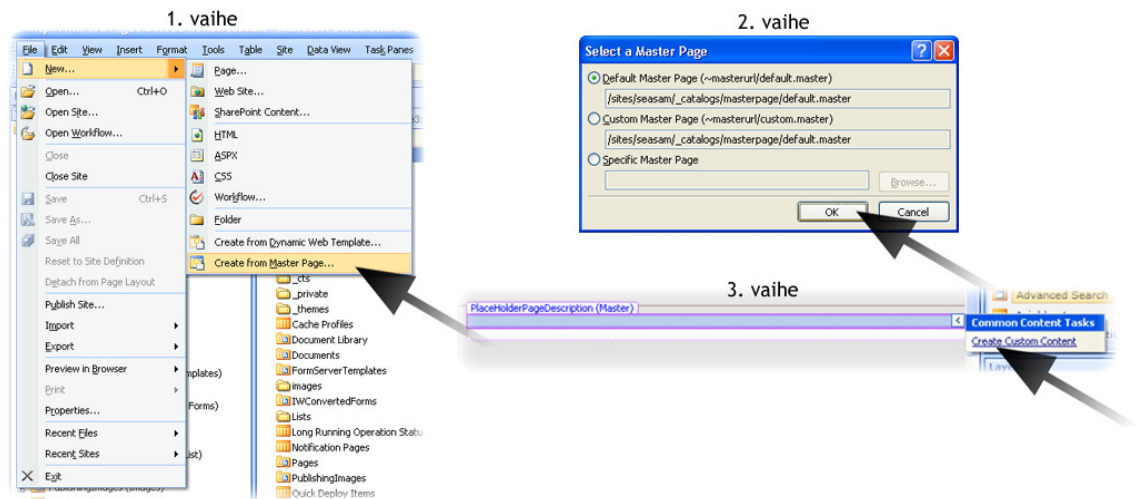 1. vaihe
File Edit View Insert Format Tools Table Site Data View Task Panes
New...
Open... Ctrl+O
Open Site...
Open Workflow...
Close
Close Site
Save Ctrl+S
Save As...
Save All
Reset to Site Definition
Detach from Page Layout
Publish Site...
Import
Export
Preview in Browser
Print
Properties...
Recent Files
Recent Sites
Exit
Page...
Web Site...
SharePoint Content...
HTML
ASPX
CSS
Workflow...
Folder
Create from Dynamic Web Template...
Create from Master Page...
_cts
_private
_themes
Cache Profiles
Document Library
Documents
FormServerTemplates
images
IWConvertedForms
Lists
Long Running Operation Statu
Notification Pages
Pages
PublishingImages
Quick Deploy Items
mplates)
Forms)
ist)
PublishingImages (Images)
2. vaihe
Select a Master Page
Default Master Page (~masterurl/default.master)
/sites/seasam/_catalogs/masterpage/default.master
Custom Master Page (~masterurl/custom.master)
/sites/seasam/_catalogs/masterpage/default.master
Specific Master Page
Browse...
OK Cancel
3. vaihe
PlaceHolderPageDescription (Master)
Advanced Search
Common Content Tasks
Create Custom Content